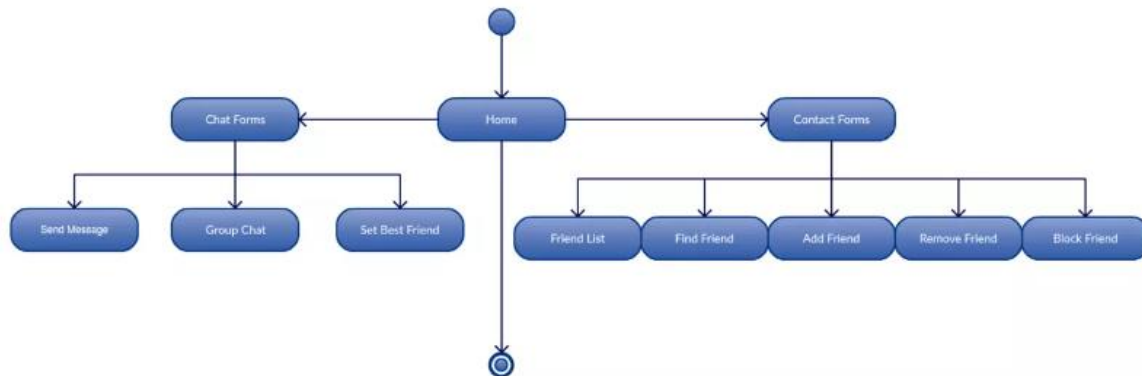 Chat Forms
Home
Contact Forms
Send Message
Group Chat
Set Best Friend
Friend List
Find Friend
Add Friend
Remove Friend
Block Friend